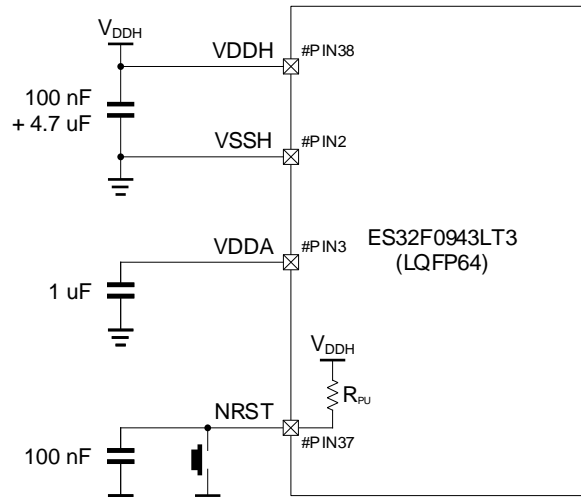 VDDH
VDDH
#PIN38
100 nF
+ 4.7 uF
VSSH
#PIN2
ES32F0943LT3
(LQFP64)
VDDA
#PIN3
1 uF
VDDH
RPU
NRST
#PIN37
100 nF